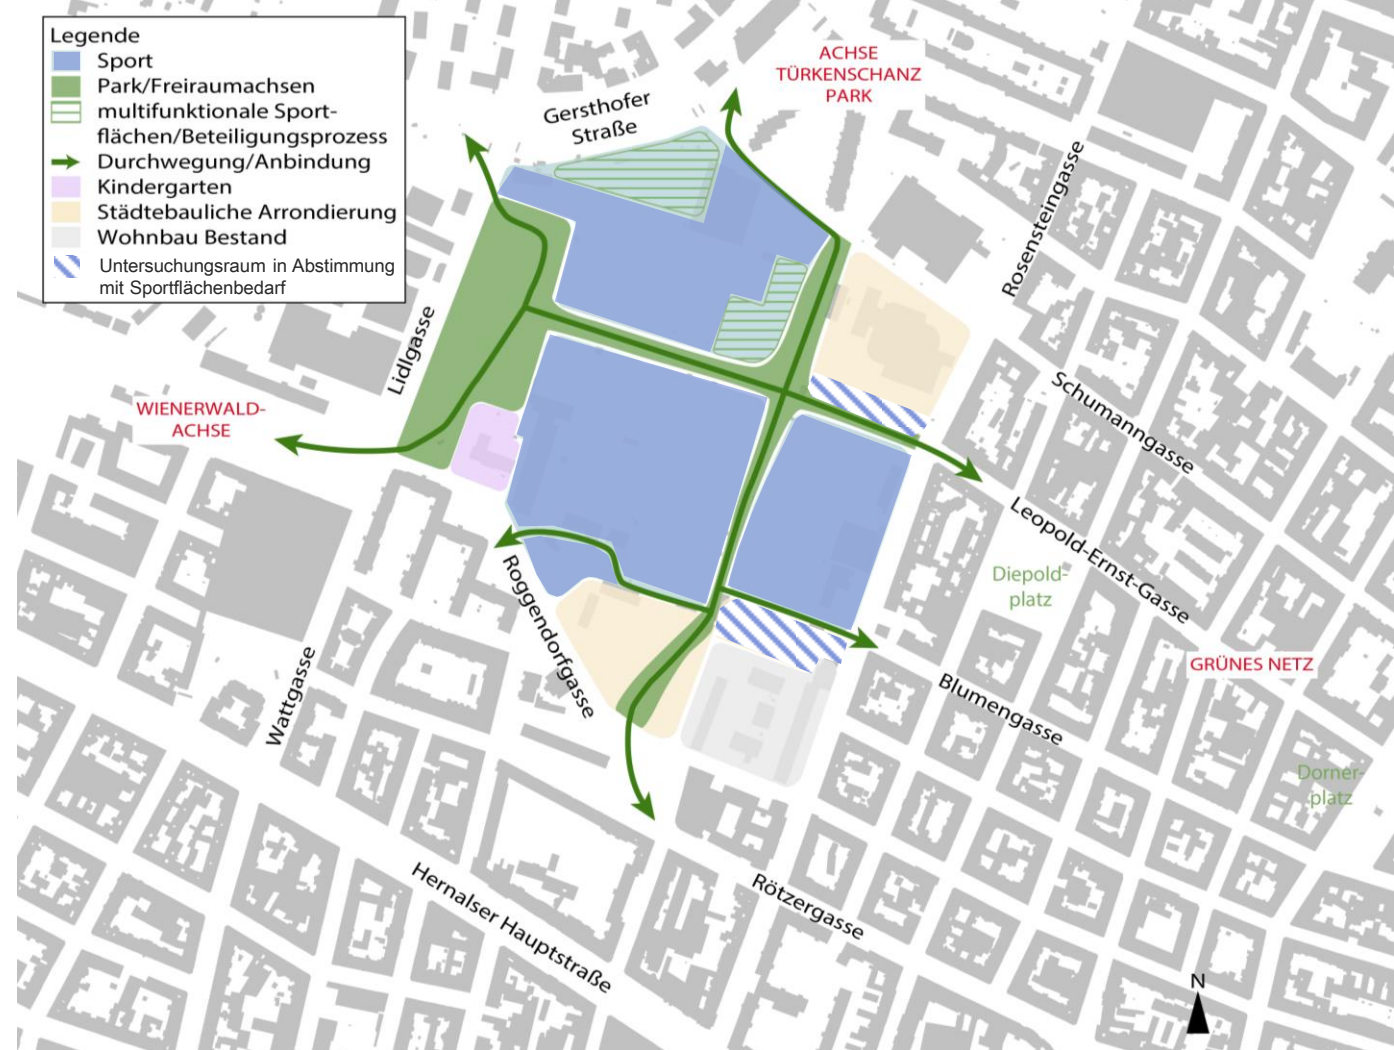 Legende
Sport
Park/Freiraumachsen
multifunktionale Sport-
flächen/Beteiligungsprozess
Durchwegung/Anbindung
Kindergarten
Städtebauliche Arrondierung
Wohnbau Bestand
Untersuchungsraum in Abstimmung
mit Sportflächenbedarf
ACHSE
TÜRKENSCHANZ
PARK
Gersthofer
Straße
Rosensteingasse
Lidlgasse
Schumanngasse
WIENERWALD-
ACHSE
Leopold-Ernst-Gasse
Diepold-
platz
Roggendorfgasse
GRÜNES NETZ
Wattgasse
Blumengasse
Dorner-
platz
Hernalser Hauptstraße
Rötzergasse
N